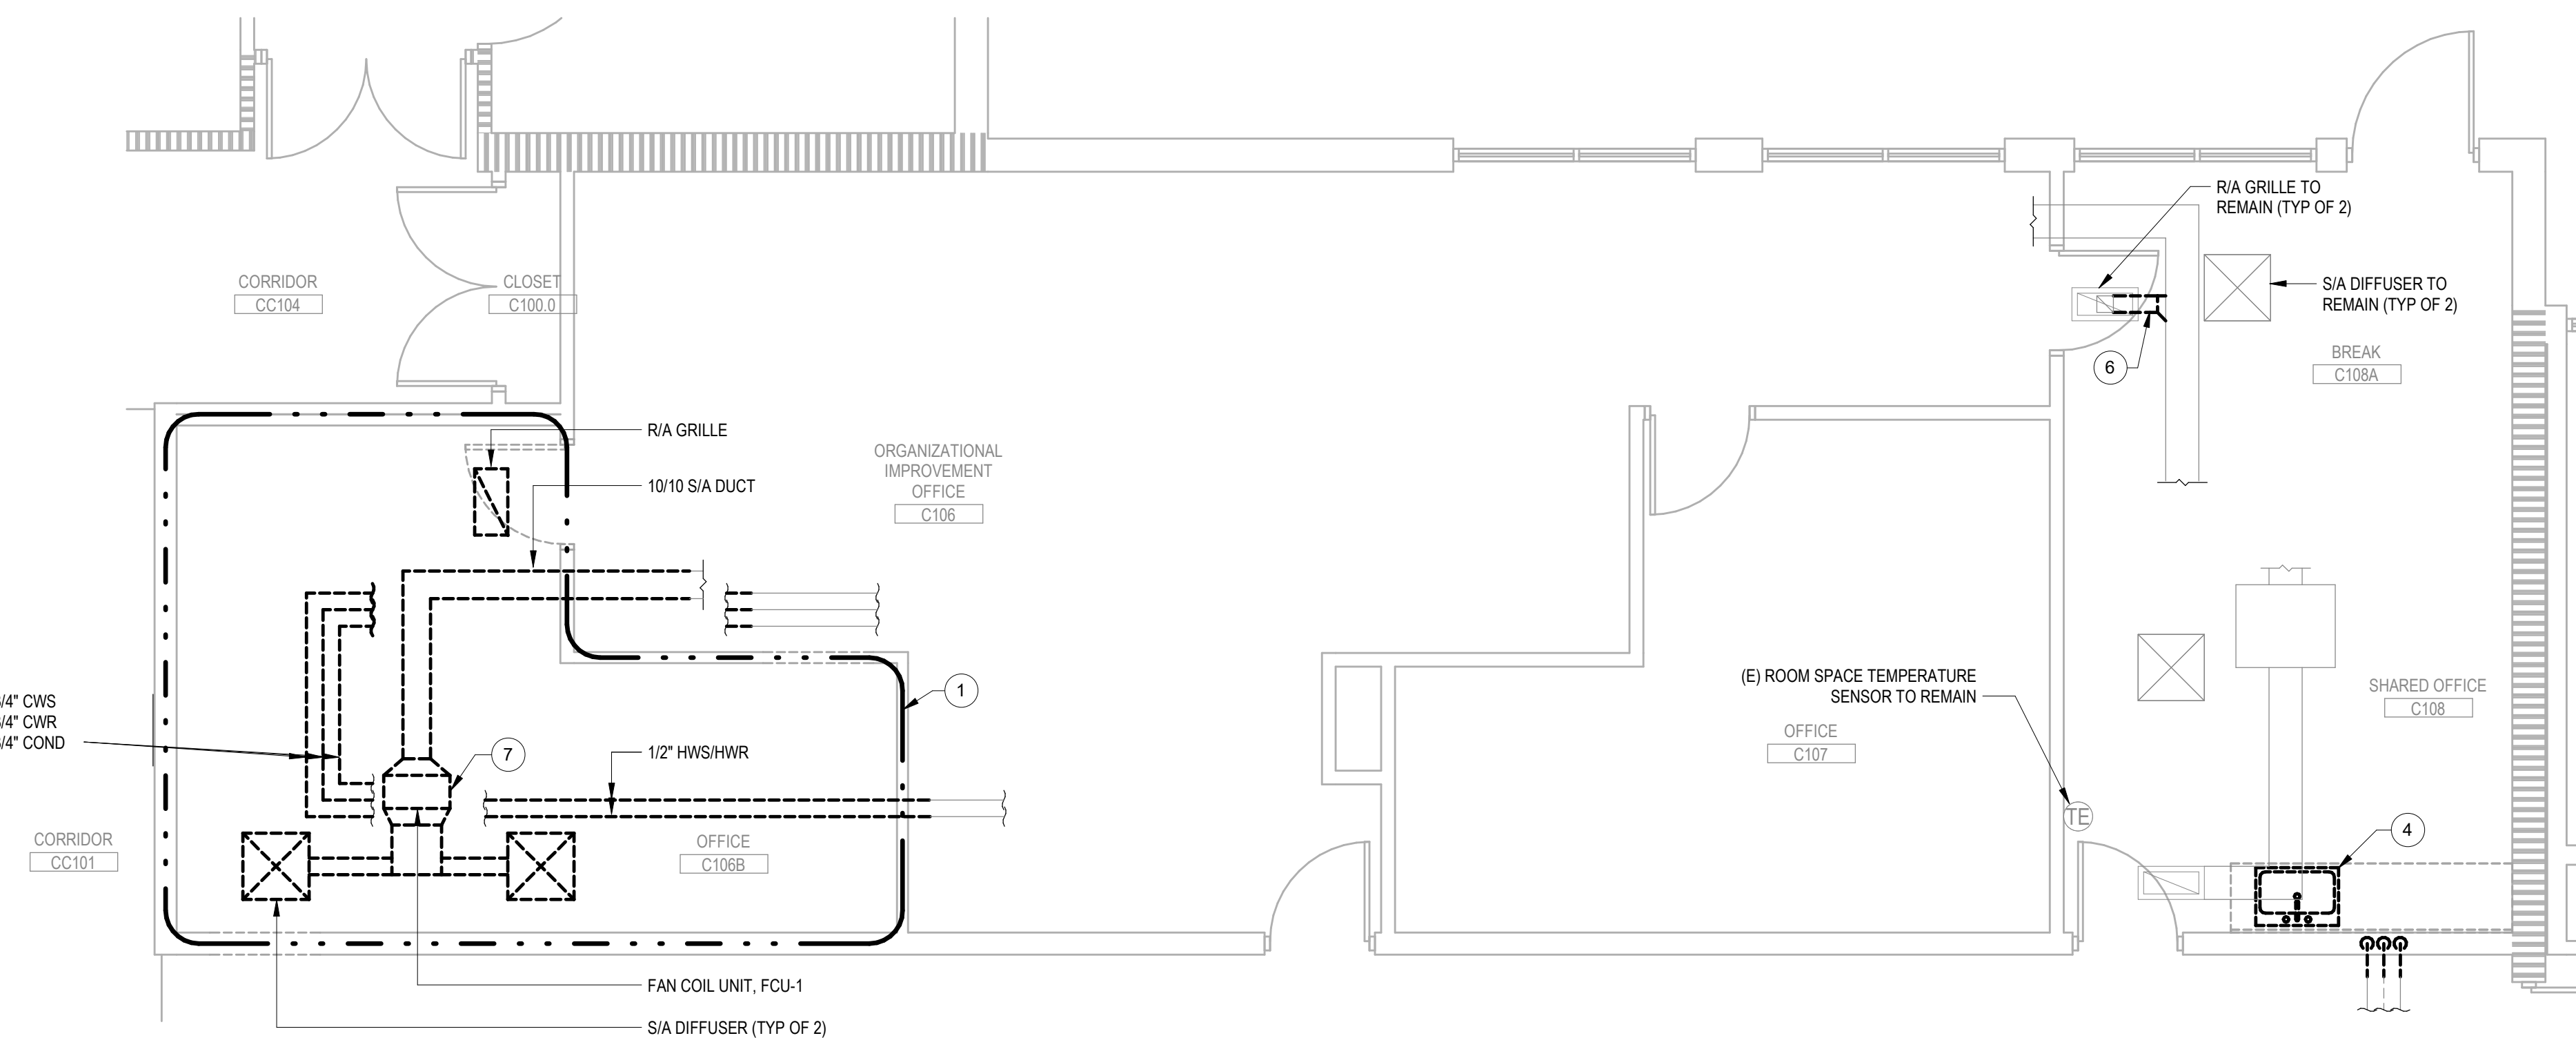 R/A GRILLE TO
REMAIN (TYP OF 2)
CORRIDOR
CC104
CLOSET
C100.0
S/A DIFFUSER TO
REMAIN (TYP OF 2)
6
BREAK
C108A
R/A GRILLE
ORGANIZATIONAL
IMPROVEMENT
OFFICE
C106
10/10 S/A DUCT
1
(E) ROOM SPACE TEMPERATURE
SENSOR TO REMAIN
SHARED OFFICE
C108
/4" CWS
/4" CWR
/4" COND
7
1/2" HWS/HWR
OFFICE
C107
TE
4
CORRIDOR
CC101
OFFICE
C106B
FAN COIL UNIT, FCU-1
S/A DIFFUSER (TYP OF 2)